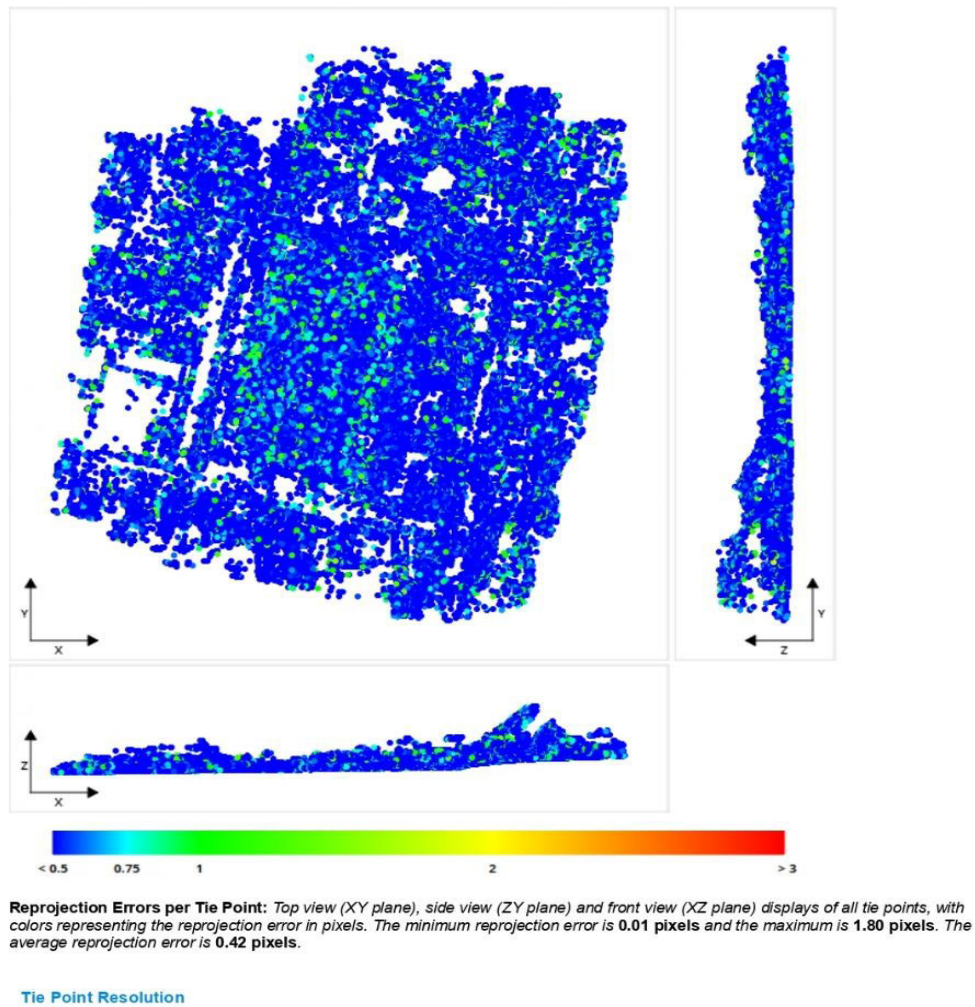 Y
X
Y
Z
Z
X
< 0.5 0.75 1 2 > 3
Reprojection Errors per Tie Point: Top view (XY plane), side view (ZY plane) and front view (XZ plane) displays of all tie points, with
colors representing the reprojection error in pixels. The minimum reprojection error is 0.01 pixels and the maximum is 1.80 pixels. The
average reprojection error is 0.42 pixels.
Tie Point Resolution